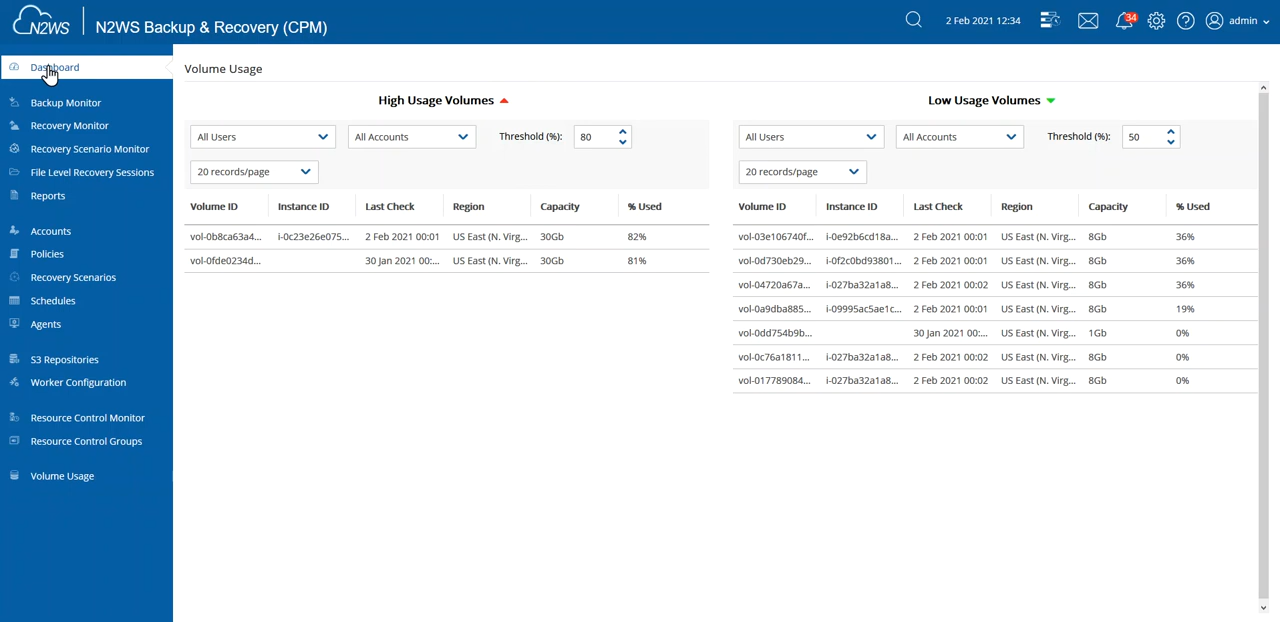 N2WS
N2WS Backup & Recovery (CPM)
2 Feb 2021 12:34
34
admin
Dashboard
Backup Monitor
Recovery Monitor
Recovery Scenario Monitor
File Level Recovery Sessions
Reports
Accounts
Policies
Recovery Scenarios
Schedules
Agents
S3 Repositories
Worker Configuration
Resource Control Monitor
Resource Control Groups
Volume Usage
Volume Usage
High Usage Volumes
All Users All Accounts Threshold (%): 80
20 records/page
Volume ID Instance ID Last Check Region Capacity % Used
vol-0b8ca63a4... i-0c23e26e075... 2 Feb 2021 00:01 US East (N. Virg... 30Gb 82%
vol-0fde0234d... 30 Jan 2021 00:... US East (N. Virg... 30Gb 81%
Low Usage Volumes
All Users All Accounts Threshold (%): 50
20 records/page
Volume ID Instance ID Last Check Region Capacity % Used
vol-03e106740f... i-0e92b6cd18a... 2 Feb 2021 00:01 US East (N. Virg... 8Gb 36%
vol-0d730eb29... i-0f2c0bd93801... 2 Feb 2021 00:01 US East (N. Virg... 8Gb 36%
vol-04720a67a... i-027ba32a1a8... 2 Feb 2021 00:02 US East (N. Virg... 8Gb 36%
vol-0a9dba885... i-09995ac5ae1c... 2 Feb 2021 00:01 US East (N. Virg... 8Gb 19%
vol-0dd754b9b... 30 Jan 2021 00:... US East (N. Virg... 1Gb 0%
vol-0c76a1811... i-027ba32a1a8... 2 Feb 2021 00:02 US East (N. Virg... 8Gb 0%
vol-017789084... i-027ba32a1a8... 2 Feb 2021 00:02 US East (N. Virg... 8Gb 0%